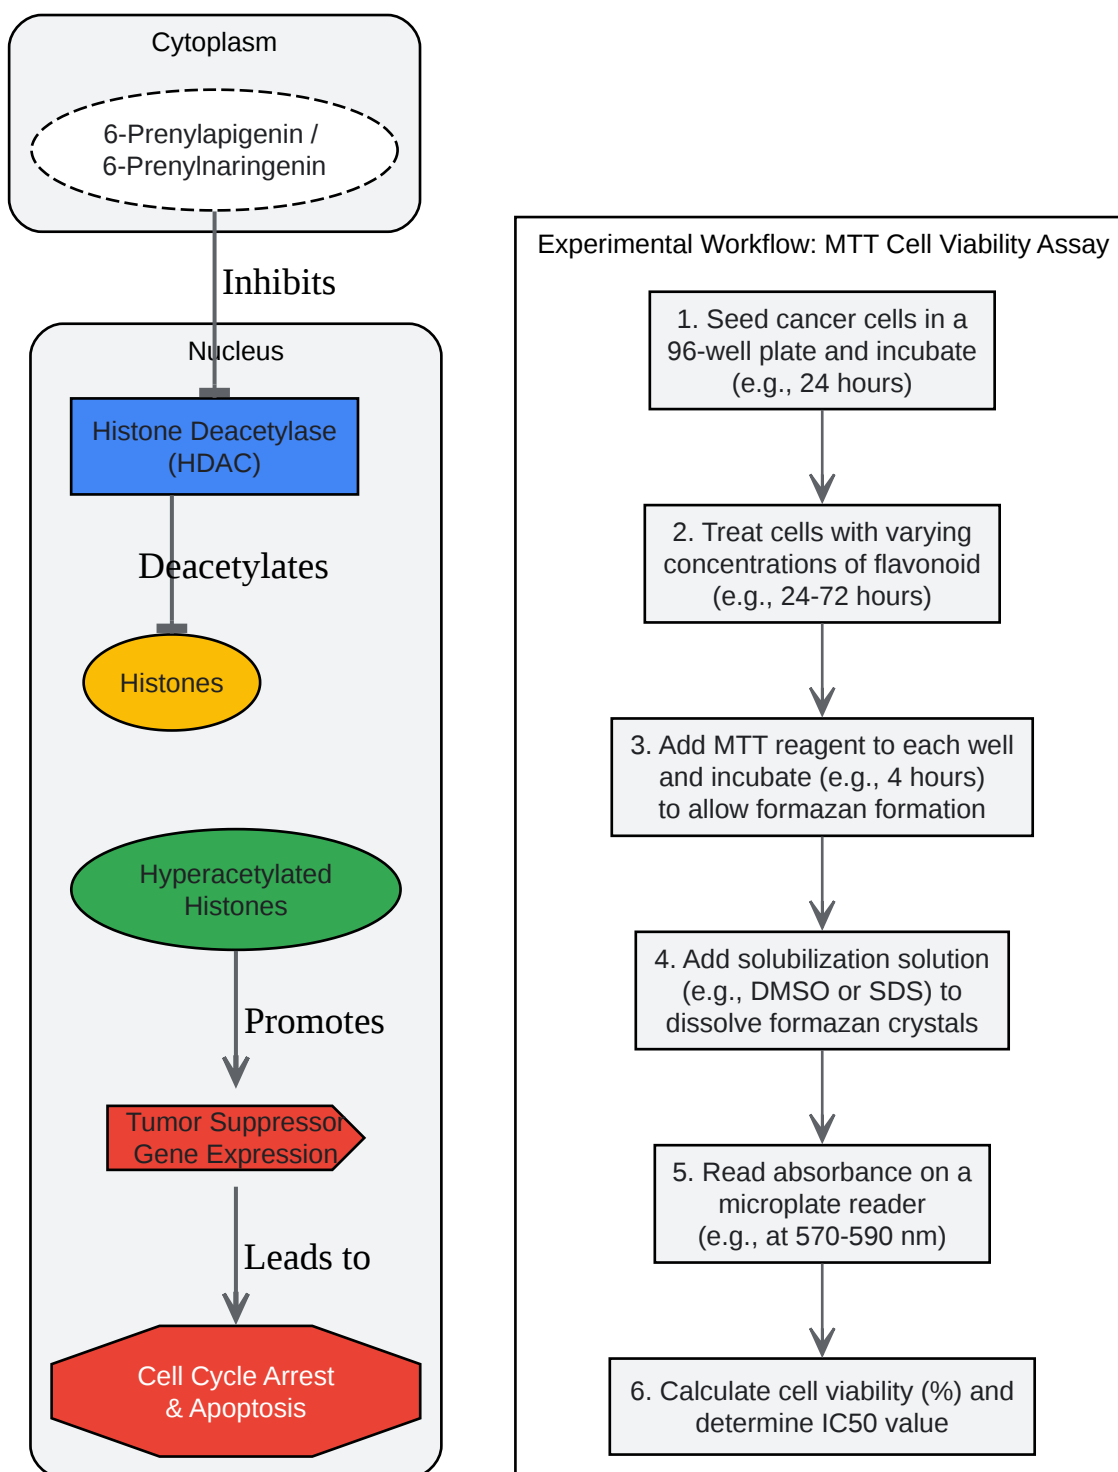 Cytoplasm
6-Prenylapigenin /
6-Prenylnaringenin
Inhibits
Nucleus
Histone Deacetylase
(HDAC)
Deacetylates
Histones
Hyperacetylated
Histones
Promotes
Tumor Suppressor
Gene Expression
Leads to
Cell Cycle Arrest
& Apoptosis
Experimental Workflow: MTT Cell Viability Assay
1. Seed cancer cells in a
96-well plate and incubate
(e.g., 24 hours)
2. Treat cells with varying
concentrations of flavonoid
(e.g., 24-72 hours)
3. Add MTT reagent to each well
and incubate (e.g., 4 hours)
to allow formazan formation
4. Add solubilization solution
(e.g., DMSO or SDS) to
dissolve formazan crystals
5. Read absorbance on a
microplate reader
(e.g., at 570-590 nm)
6. Calculate cell viability (%) and
determine IC50 value